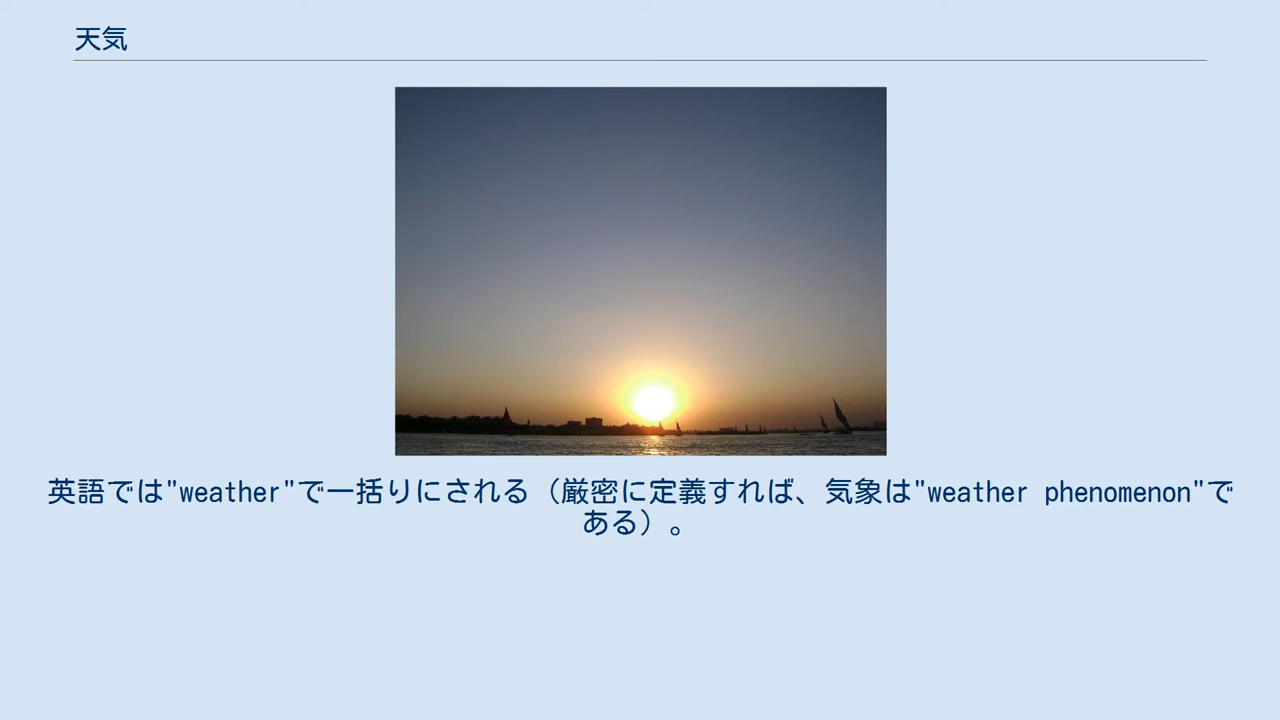 天気
英語では"weather"で一括りにされる（厳密に定義すれば、気象は"weather phenomenon"で
ある）。